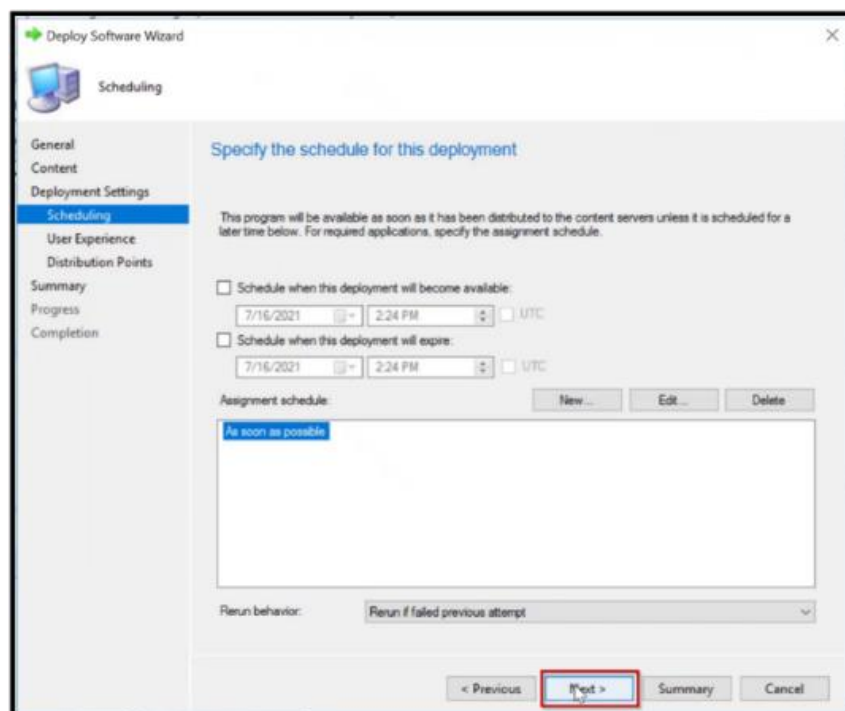 Deploy Software Wizard
Scheduling
General
Content
Deployment Settings
Scheduling
User Experience
Distribution Points
Summary
Progress
Completion
Specify the schedule for this deployment
This program will be available as soon as it has been distributed to the content servers unless it is scheduled for a
later time below. For required applications, specify the assignment schedule.
Schedule when this deployment will become available:
7/16/2021 2:24 PM UTC
Schedule when this deployment will expire:
7/16/2021 2:24 PM UTC
Assignment schedule: New... Edit... Delete
As soon as possible
Rerun behavior: Rerun if failed previous attempt
< Previous Next > Summary Cancel